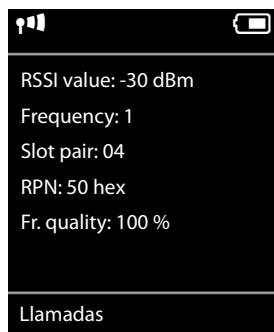 RSSI value: -30 dBm
Frequency: 1
Slot pair: 04
RPN: 50 hex
Fr. quality: 100 %
Llamadas